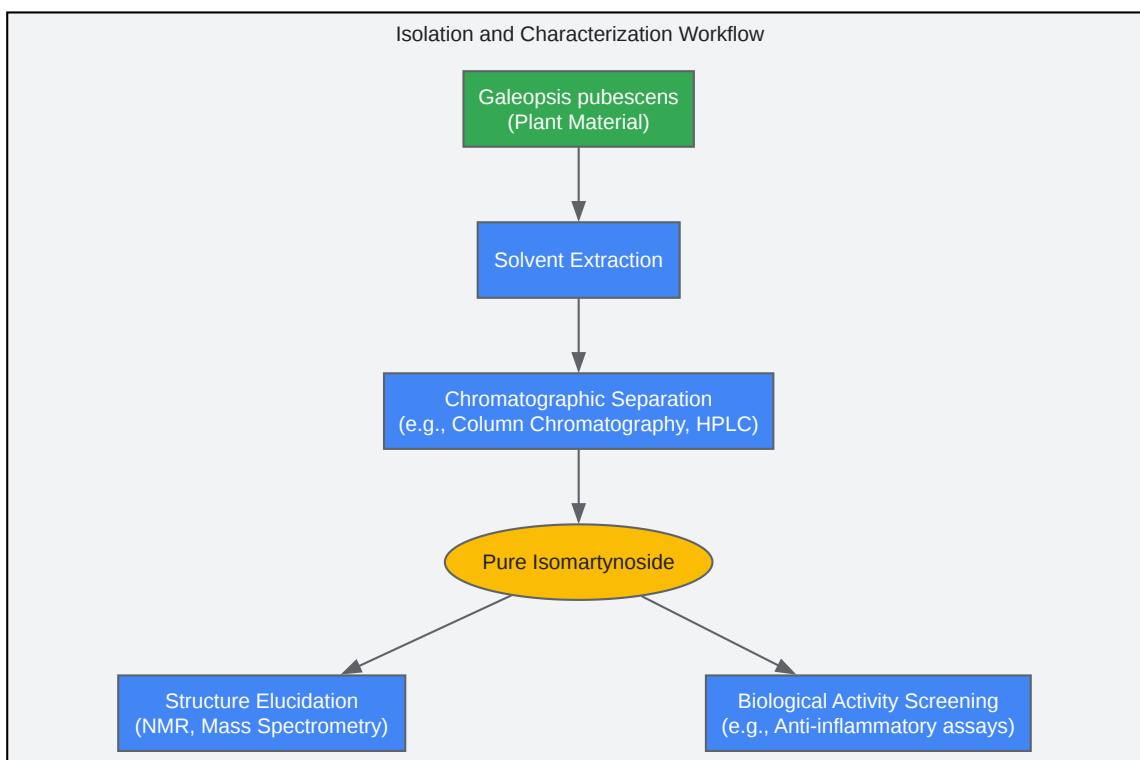 Isolation and Characterization Workflow
Galeopsis pubescens
(Plant Material)
Solvent Extraction
Chromatographic Separation
(e.g., Column Chromatography, HPLC)
Pure Isomartynoside
Structure Elucidation
(NMR, Mass Spectrometry)
Biological Activity Screening
(e.g., Anti-inflammatory assays)